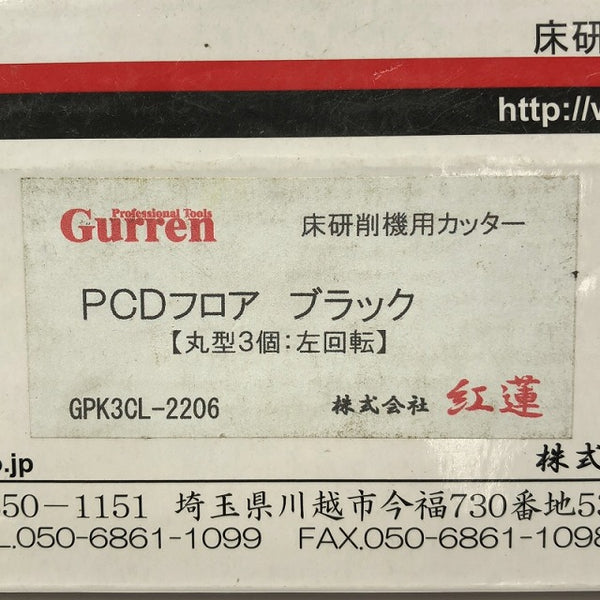 床研
http://
Professional Tools
Gurren 床研削機用カッター
PCDフロア ブラック
【丸型3個:左回転】
GPK3CL-2206 株式会社 紅蓮
.jp 株式
50-1151 埼玉県川越市今福730番地5
L.050-6861-1099 FAX.050-6861-1098